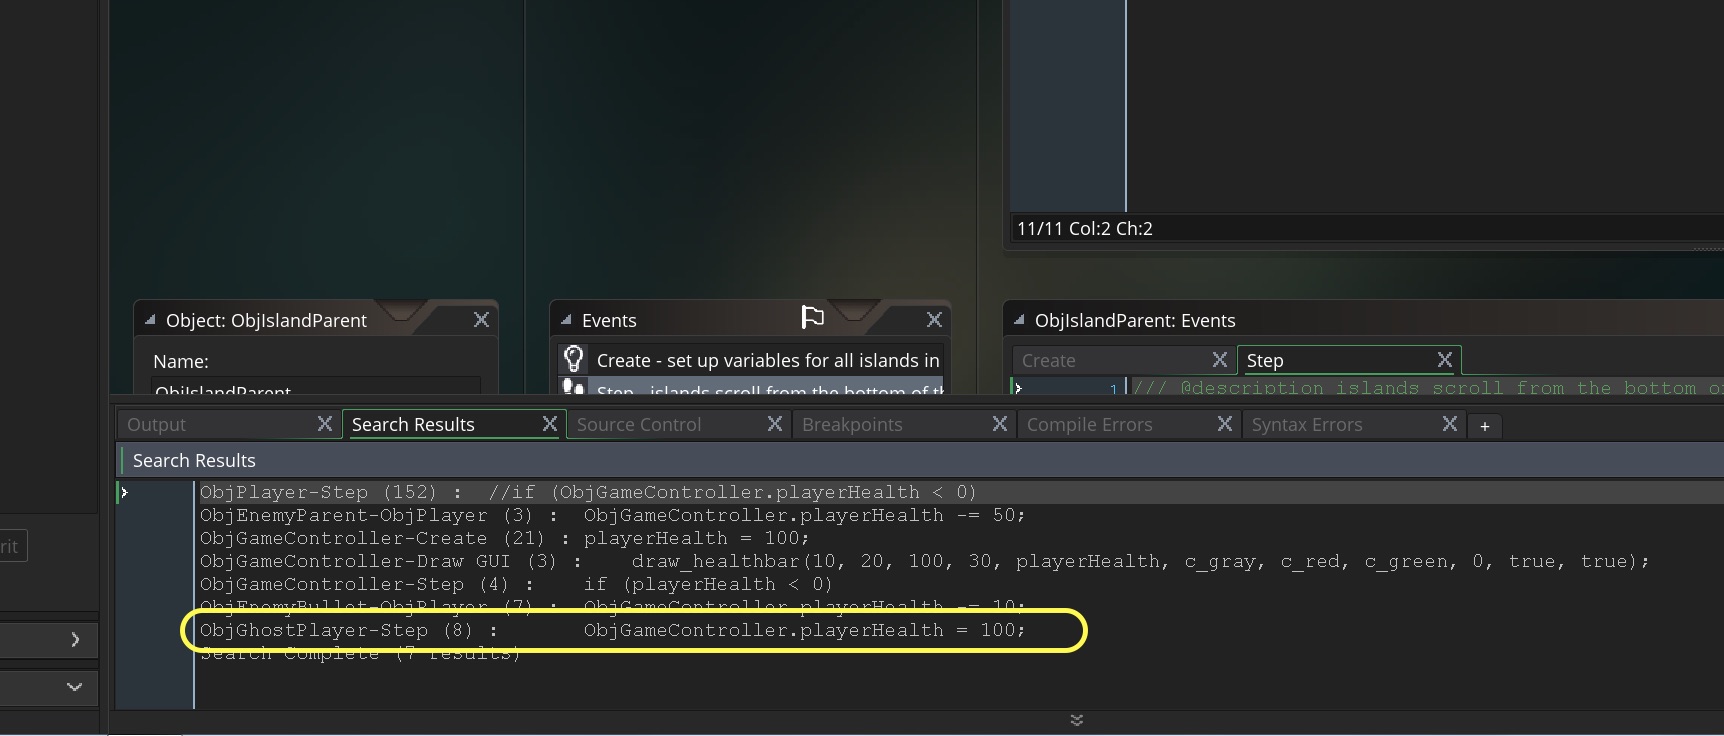 11/11 Col:2 Ch:2
Object: ObjIslandParent
Name:
ObjIslandParent
Events
Create - set up variables for all islands in
Step - islands scroll from the bottom of th
ObjIslandParent: Events
Create
Step
1
/// @description islands scroll from the bottom o
rit
Output
Search Results
Source Control
Breakpoints
Compile Errors
Syntax Errors
+
Search Results
ObjPlayer-Step (152) :  //if (ObjGameController.playerHealth < 0)
ObjEnemyParent-ObjPlayer (3) :  ObjGameController.playerHealth -= 50;
ObjGameController-Create (21) : playerHealth = 100;
ObjGameController-Draw GUI (3) :    draw_healthbar(10, 20, 100, 30, playerHealth, c_gray, c_red, c_green, 0, true, true);
ObjGameController-Step (4) :    if (playerHealth < 0)
ObjEnemyBullet-ObjPlayer (7) :  ObjGameController.playerHealth -= 10;
ObjGhostPlayer-Step (8) :       ObjGameController.playerHealth = 100;
Search Complete (7 results)